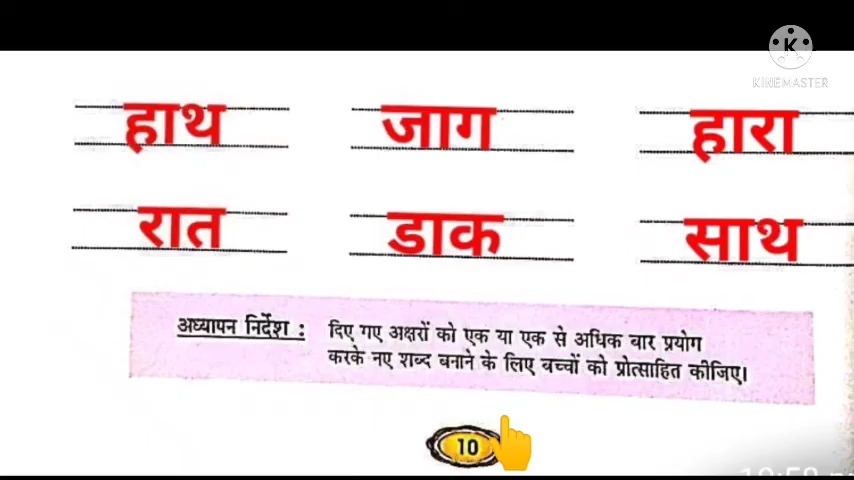 KINEMASTER
हाथ जाग हारा
रात डाक साथ
अध्यापन निर्देश : दिए गए अक्षरों को एक या एक से अधिक बार प्रयोग
करके नए शब्द बनाने के लिए बच्चों को प्रोत्साहित कीजिए।
10